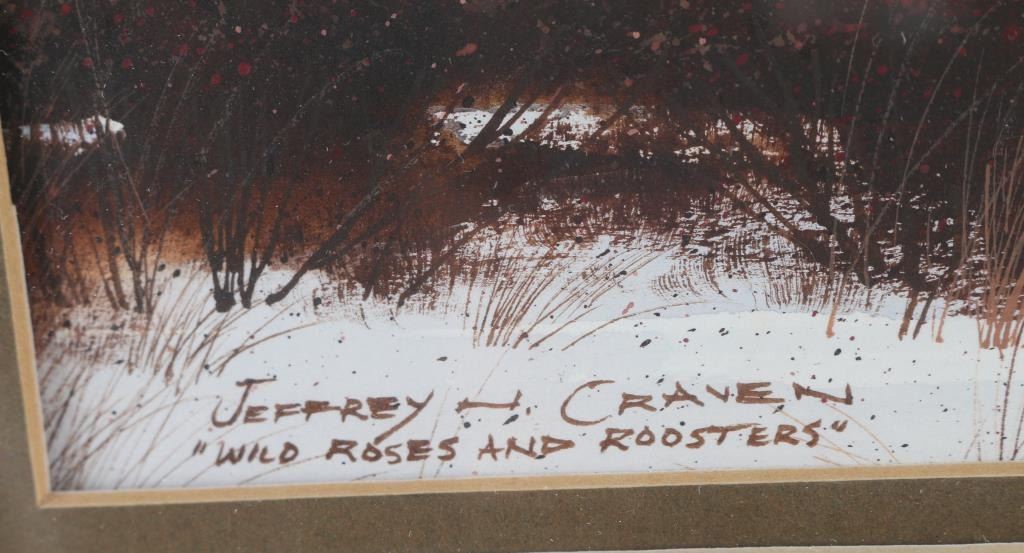 JEFFREY N. CRAVEN
"WILD ROSES AND ROOSTERS"